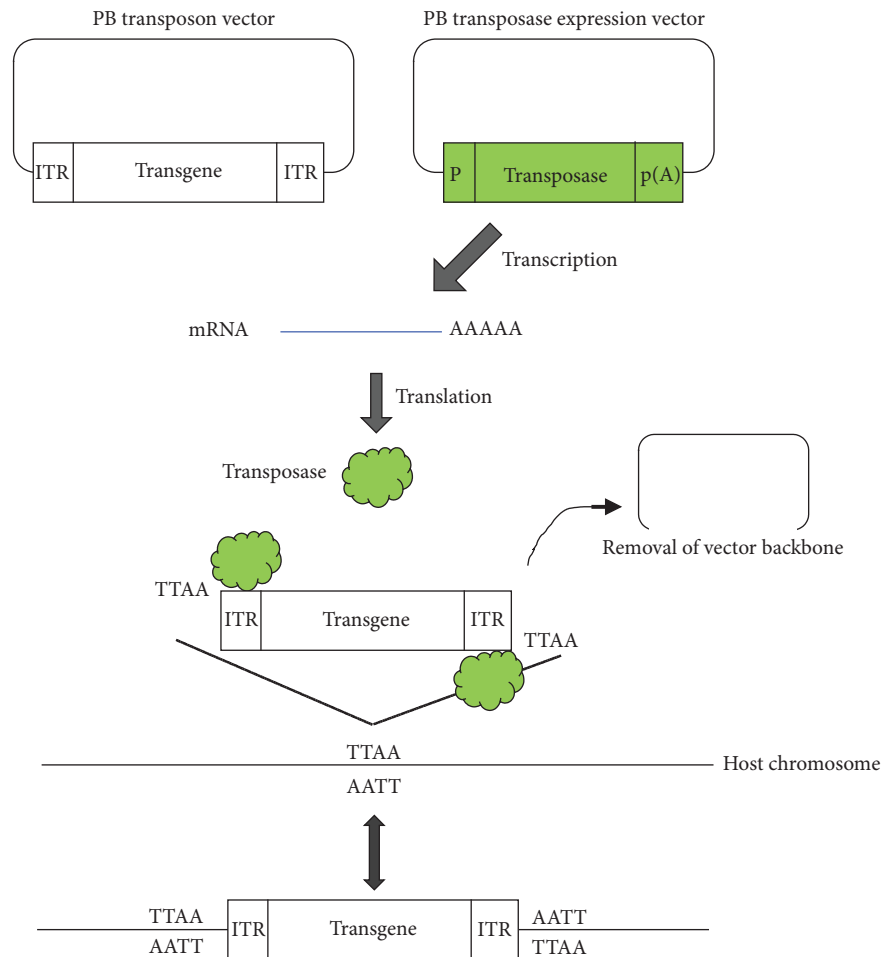 PB transposon vector
PB transposase expression vector
ITR
Transgene
ITR
P
Transposase
p(A)
Transcription
mRNA
AAAAA
Translation
Transposase
Removal of vector backbone
TTAA
ITR
Transgene
ITR
TTAA
TTAA
Host chromosome
AATT
TTAA
AATT
ITR
Transgene
ITR
AATT
TTAA